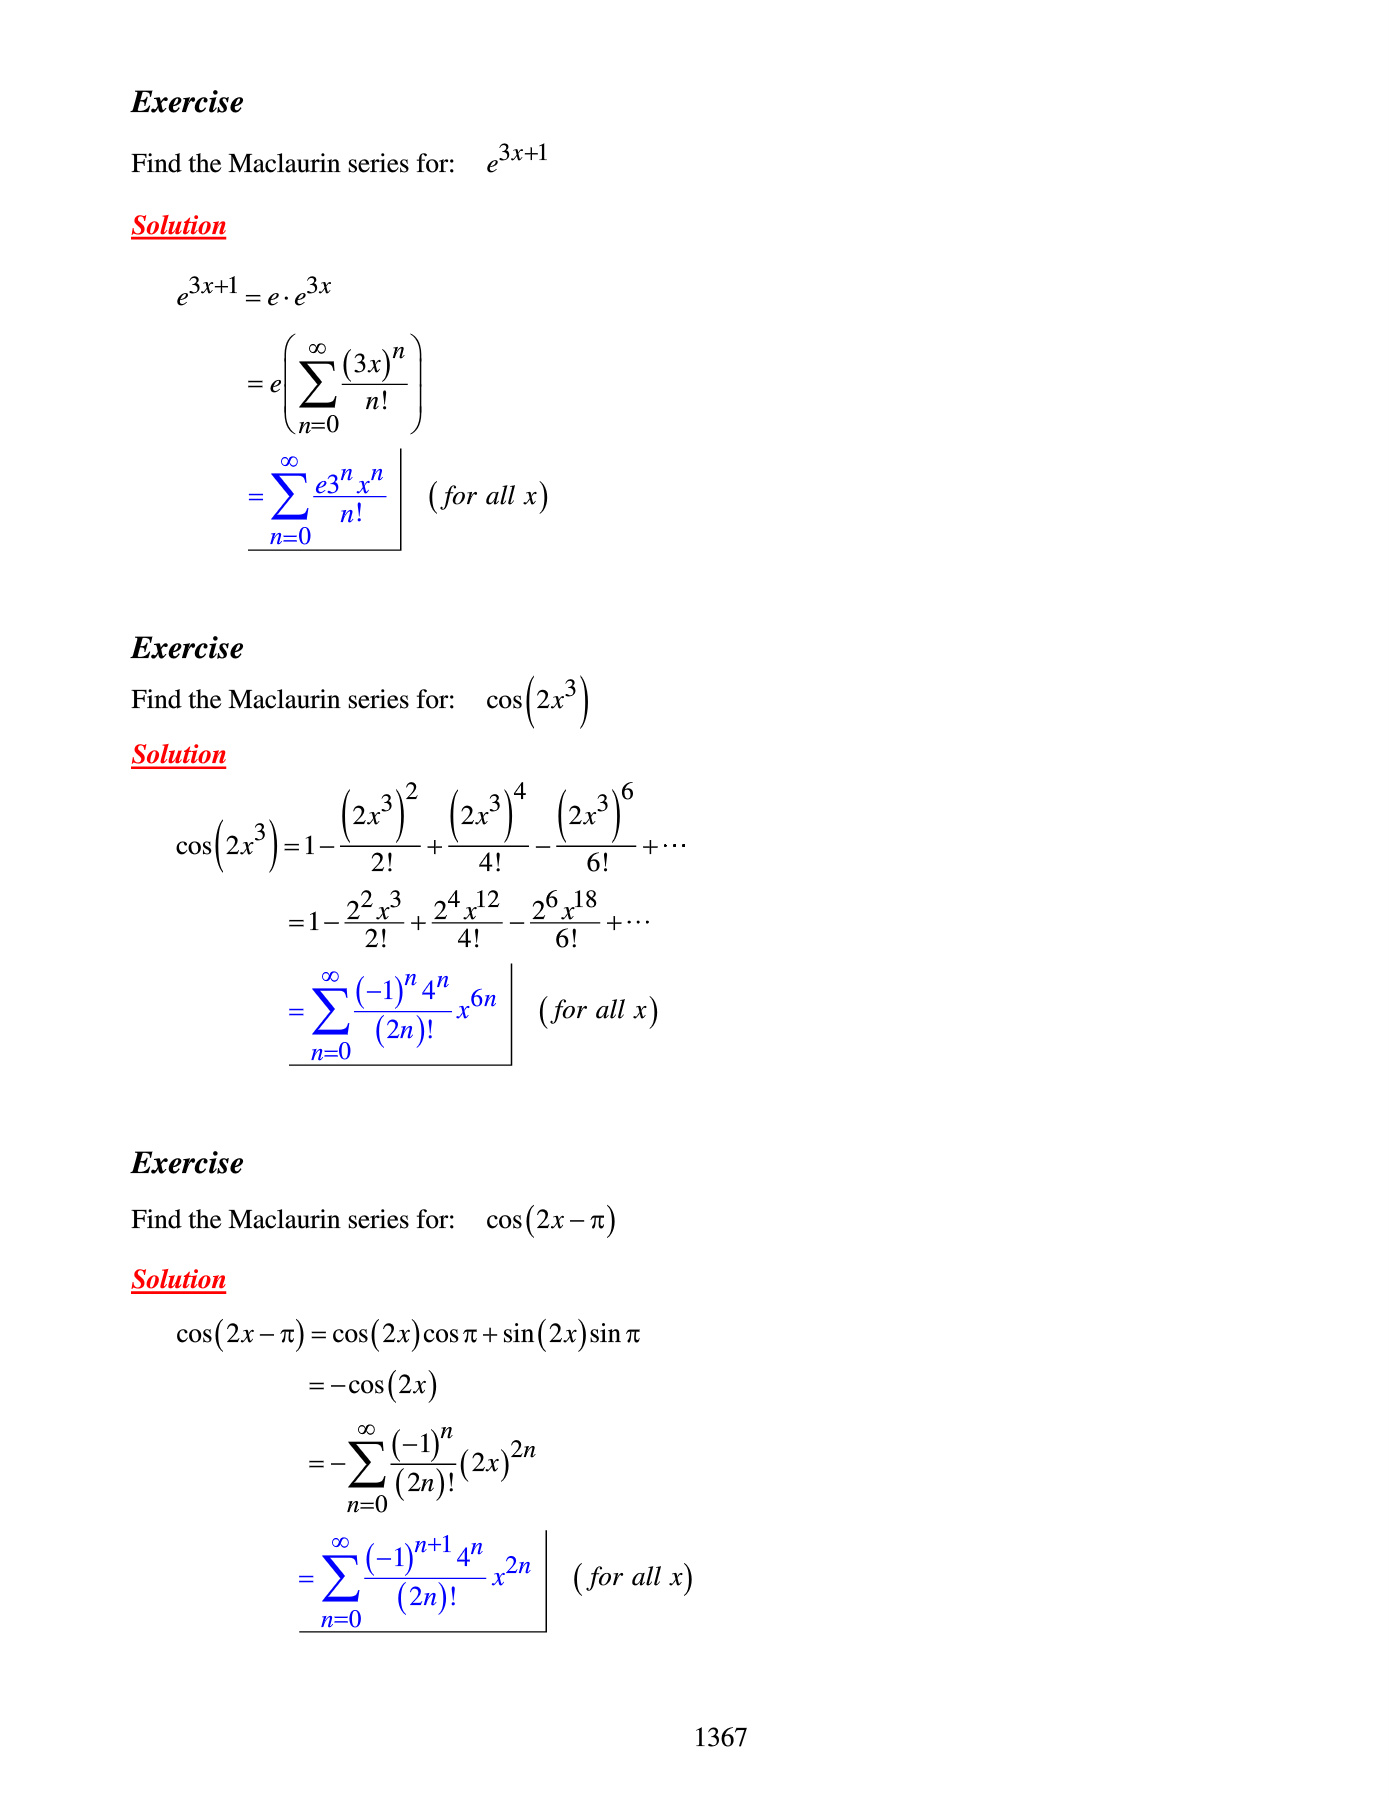 Exercise
Find the Maclaurin series for: $e^{3x+1}$
Solution
$e^{3x+1} = e \cdot e^{3x}$
$= e\left(\sum_{n=0}^{\infty} \frac{(3x)^n}{n!}\right)$
$= \sum_{n=0}^{\infty} \frac{e3^n x^n}{n!}$ (for all x)
Exercise
Find the Maclaurin series for: $\cos\left(2x^3\right)$
Solution
$\cos\left(2x^3\right) = 1 - \frac{\left(2x^3\right)^2}{2!} + \frac{\left(2x^3\right)^4}{4!} - \frac{\left(2x^3\right)^6}{6!} + \cdots$
$= 1 - \frac{2^2 x^3}{2!} + \frac{2^4 x^{12}}{4!} - \frac{2^6 x^{18}}{6!} + \cdots$
$= \sum_{n=0}^{\infty} \frac{(-1)^n 4^n}{(2n)!} x^{6n}$ (for all x)
Exercise
Find the Maclaurin series for: $\cos(2x - \pi)$
Solution
$\cos(2x - \pi) = \cos(2x)\cos\pi + \sin(2x)\sin\pi$
$= -\cos(2x)$
$= -\sum_{n=0}^{\infty} \frac{(-1)^n}{(2n)!} (2x)^{2n}$
$= \sum_{n=0}^{\infty} \frac{(-1)^{n+1} 4^n}{(2n)!} x^{2n}$ (for all x)
1367